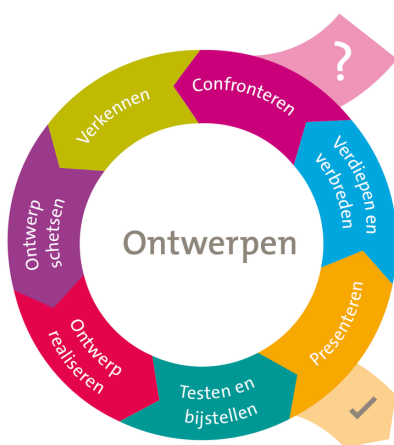 ?
Confronteren
Verkennen
Ontwerp
schetsen
Ontwerp
realiseren
Testen en
bijstellen
Presenteren
Verdiepen en
verbreden
Ontwerpen